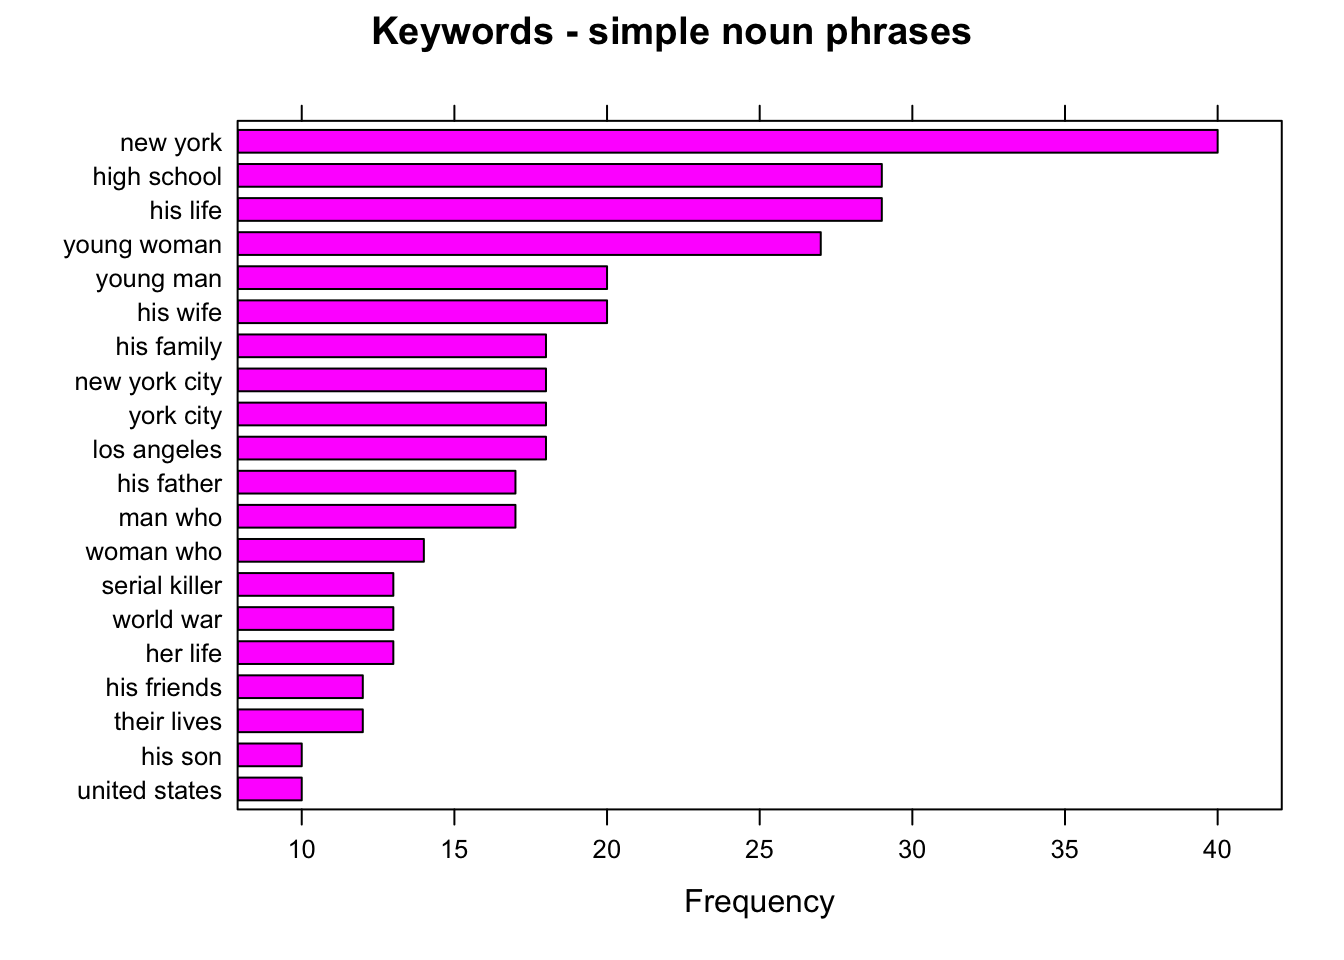 Keywords - simple noun phrases
new york
high school
his life
young woman
young man
his wife
his family
new york city
york city
los angeles
his father
man who
woman who
serial killer
world war
her life
his friends
their lives
his son
united states
10 15 20 25 30 35 40
Frequency